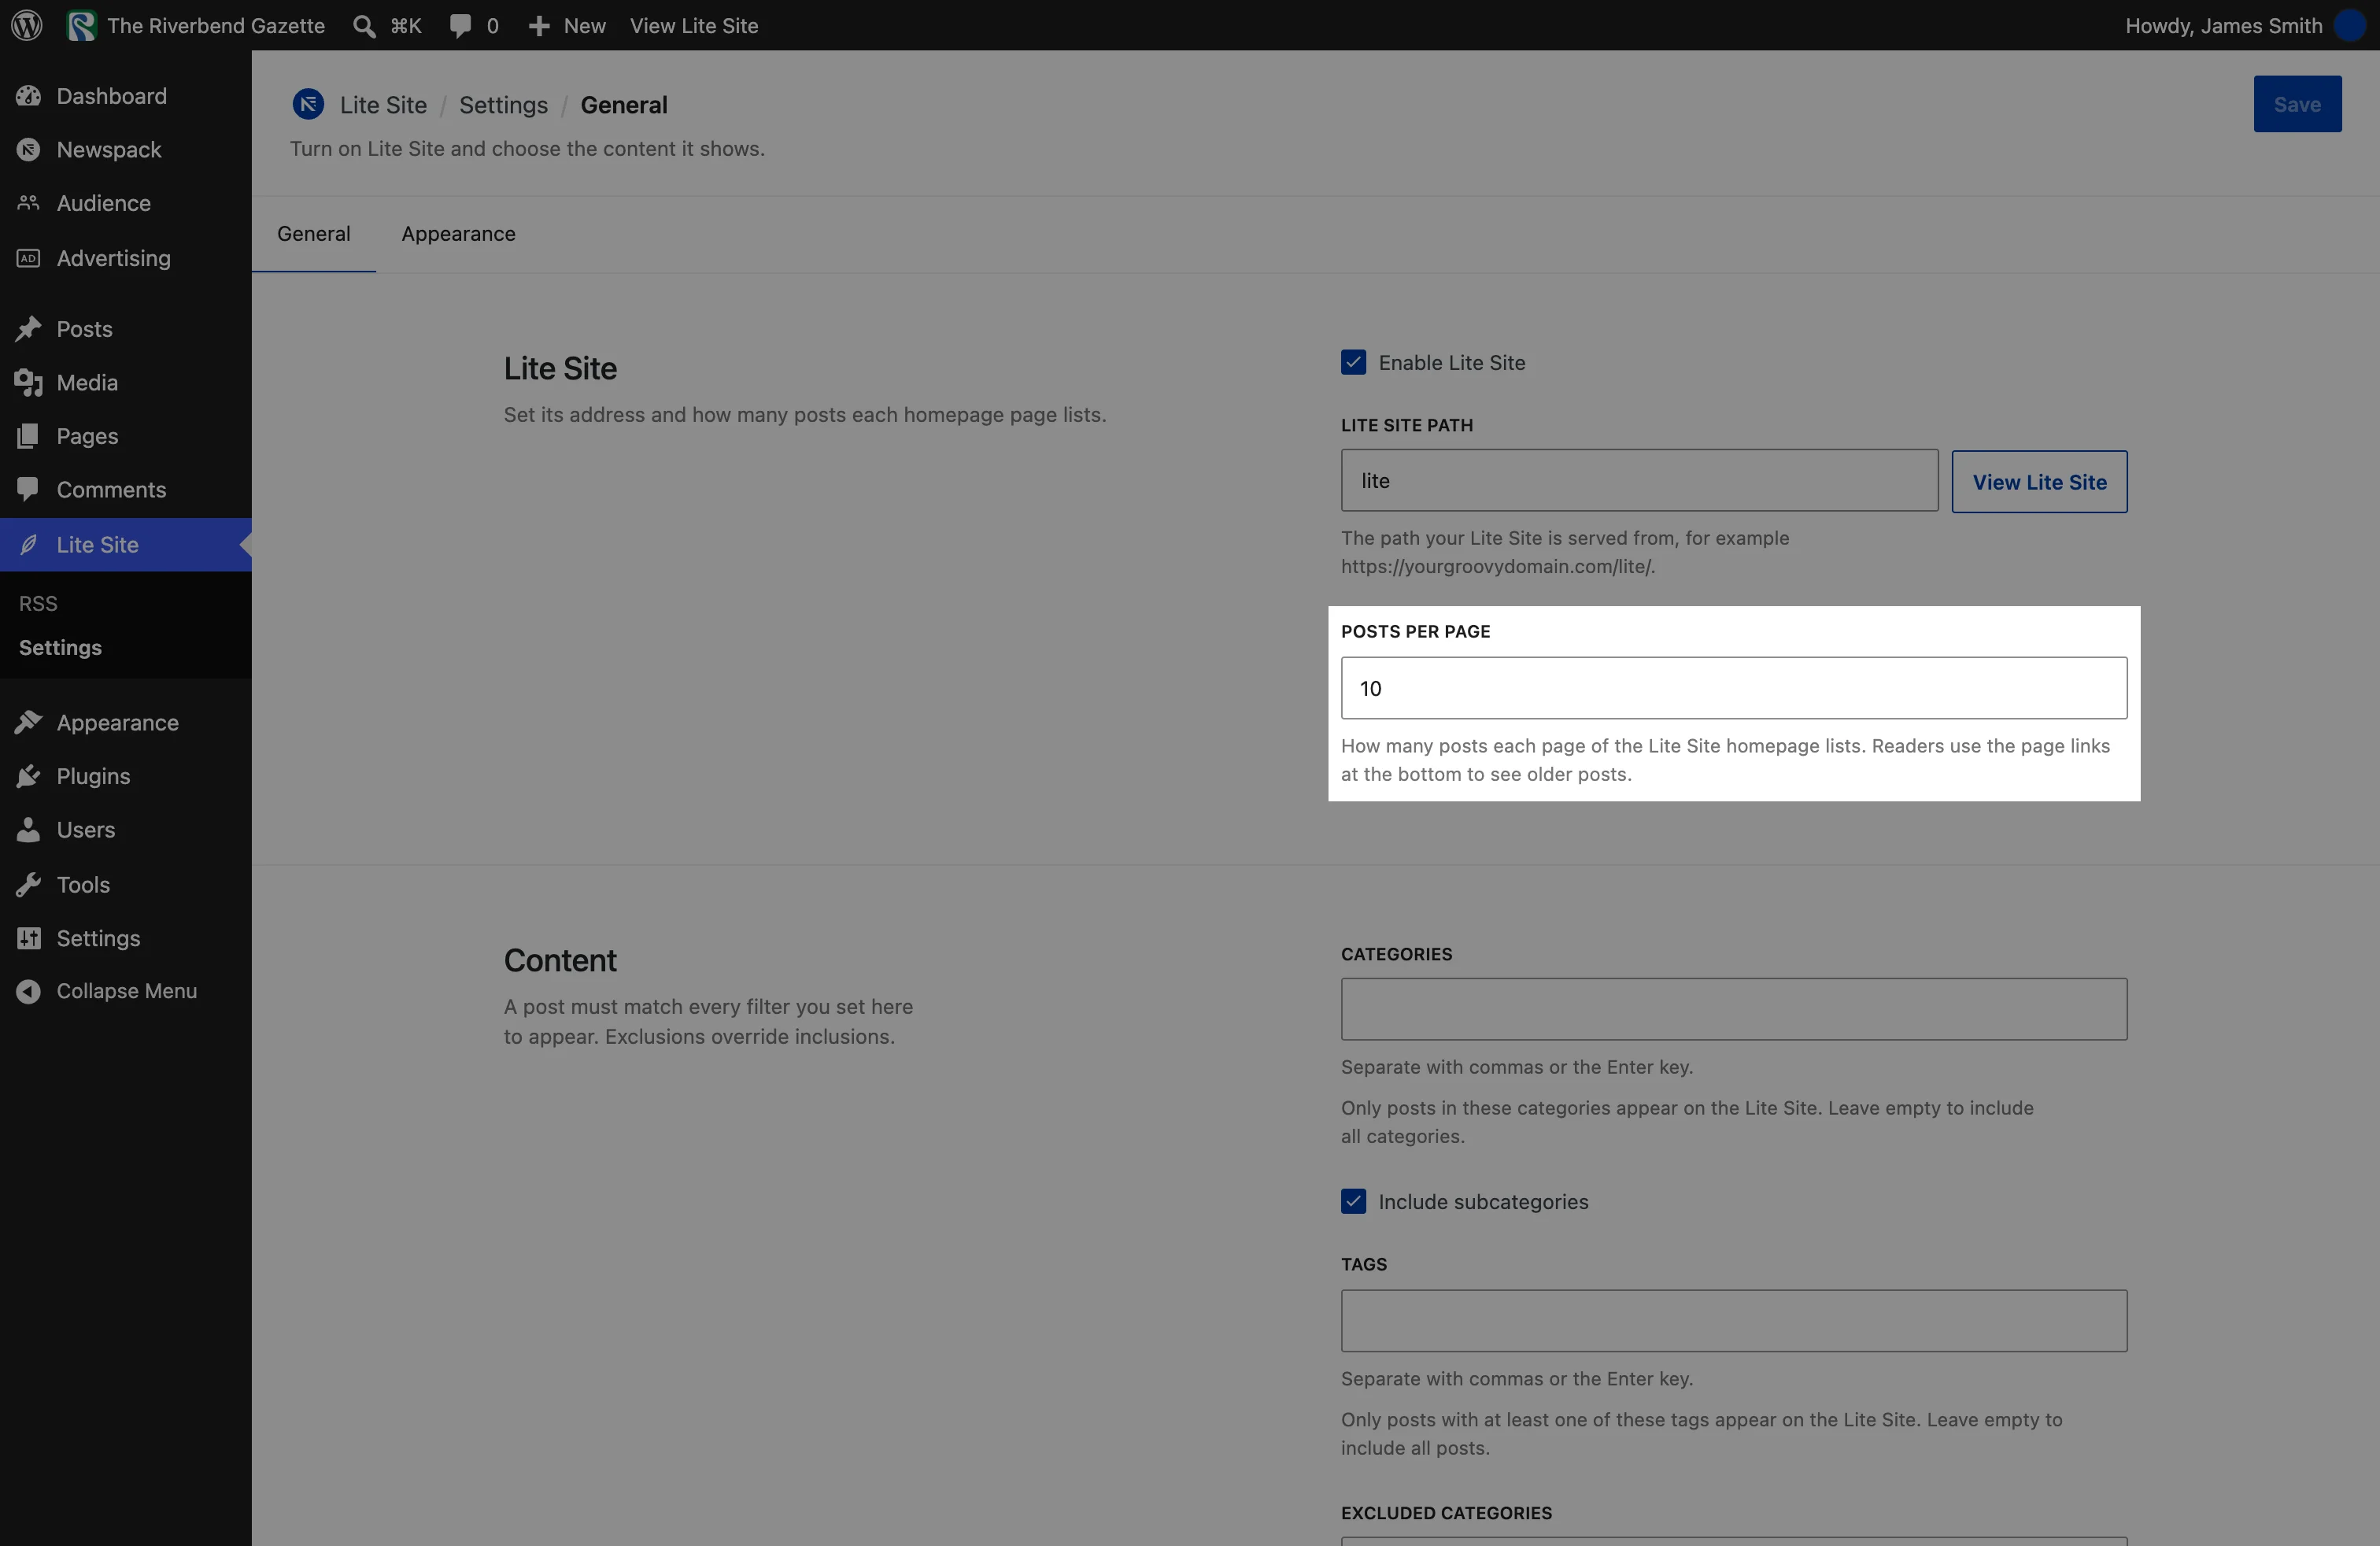 The Riverbend Gazette ⌘K 0 New View Lite Site Howdy, James Smith
Dashboard
Newspack
Audience
AD Advertising
Posts
Media
Pages
Comments
Lite Site
RSS
Settings
Appearance
Plugins
Users
Tools
Settings
Collapse Menu
Lite Site / Settings / General
Save
Turn on Lite Site and choose the content it shows.
General Appearance
Lite Site
Set its address and how many posts each homepage page lists.
Enable Lite Site
LITE SITE PATH
lite
View Lite Site
The path your Lite Site is served from, for example
https://yourgroovydomain.com/lite/.
POSTS PER PAGE
10
How many posts each page of the Lite Site homepage lists. Readers use the page links
at the bottom to see older posts.
Content
A post must match every filter you set here
to appear. Exclusions override inclusions.
CATEGORIES
Separate with commas or the Enter key.
Only posts in these categories appear on the Lite Site. Leave empty to include
all categories.
Include subcategories
TAGS
Separate with commas or the Enter key.
Only posts with at least one of these tags appear on the Lite Site. Leave empty to
include all posts.
EXCLUDED CATEGORIES